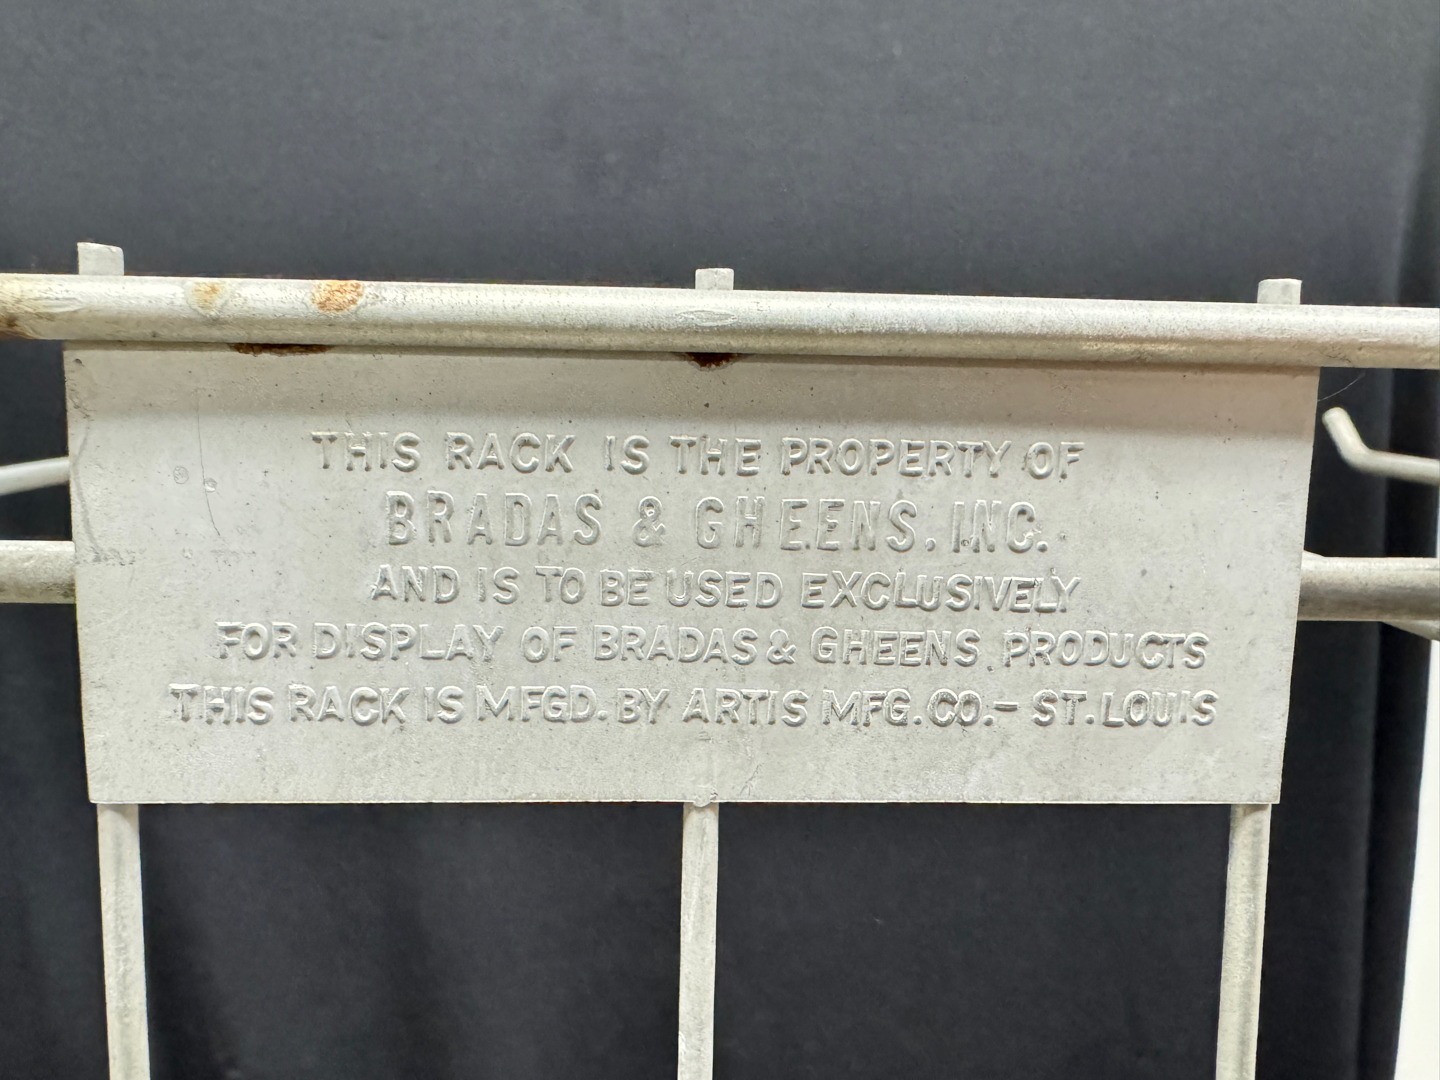 THIS RACK IS THE PROPERTY OF
BRADAS & GHEENS, INC.
AND IS TO BE USED EXCLUSIVELY
FOR DISPLAY OF BRADAS & GHEENS PRODUCTS
THIS RACK IS MFGD. BY ARTIS MFG. CO.- ST. LOUIS